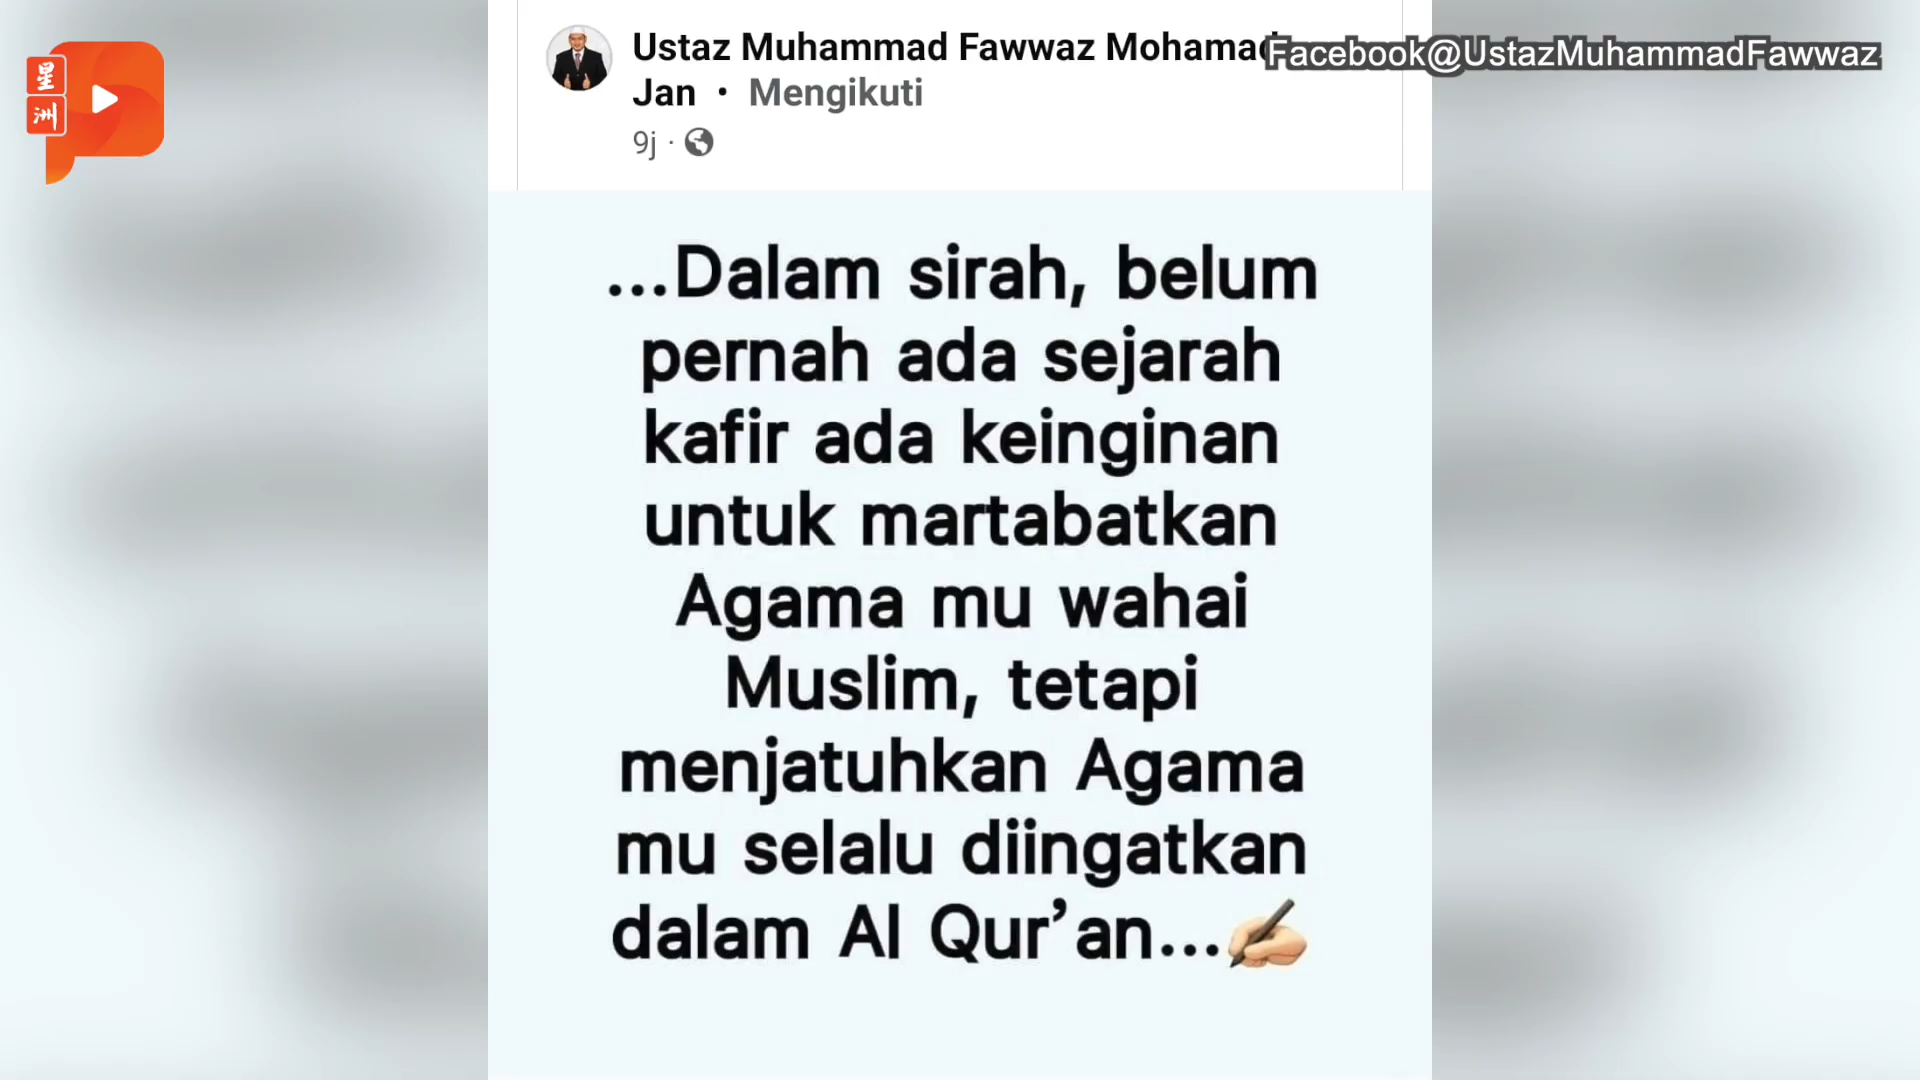 星洲
Ustaz Muhammad Fawwaz Mohamad
Jan • Mengikuti
9j ·
Facebook@UstazMuhammadFawwaz
...Dalam sirah, belum
pernah ada sejarah
kafir ada keinginan
untuk martabatkan
Agama mu wahai
Muslim, tetapi
menjatuhkan Agama
mu selalu diingatkan
dalam Al Qur’an...✍🏻